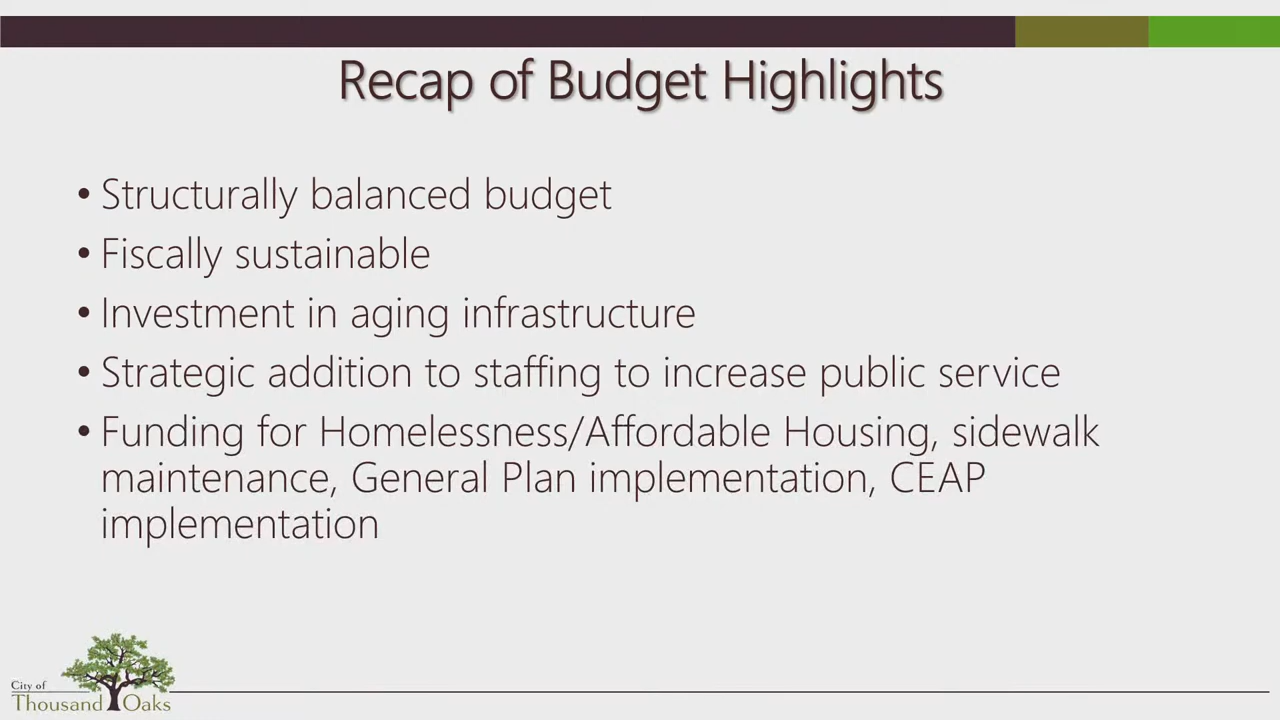 Recap of Budget Highlights
• Structurally balanced budget
• Fiscally sustainable
• Investment in aging infrastructure
• Strategic addition to staffing to increase public service
• Funding for Homelessness/Affordable Housing, sidewalk
maintenance, General Plan implementation, CEAP
implementation
City of
Thousand Oaks